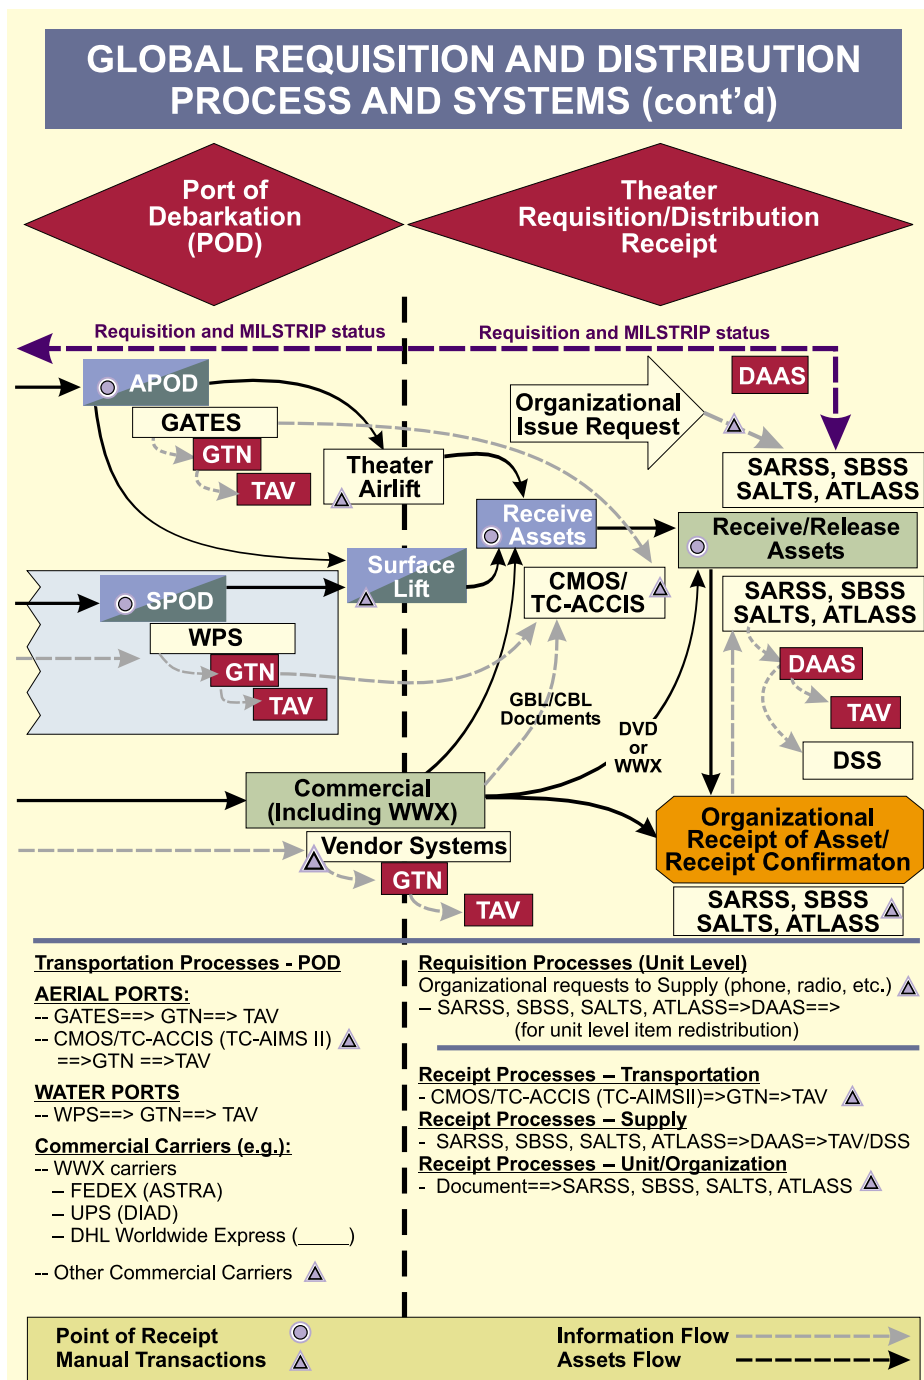 GLOBAL REQUISITION AND DISTRIBUTION
PROCESS AND SYSTEMS (cont’d)
Port of
Debarkation
(POD)
Theater
Requisition/Distribution
Receipt
Requisition and MILSTRIP status
Requisition and MILSTRIP status
APOD
GATES
GTN
TAV
Theater
Airlift
Organizational
Issue Request
DAAS
SARSS, SBSS
SALTS, ATLASS
Receive
Assets
Receive/Release
Assets
Surface
Lift
CMOS/
TC-ACCIS
SARSS, SBSS
SALTS, ATLASS
SPOD
WPS
GTN
TAV
DAAS
TAV
DSS
GBL/CBL
Documents
DVD
or
WWX
Commercial
(Including WWX)
Vendor Systems
GTN
TAV
Organizational
Receipt of Asset/
Receipt Confirmaton
SARSS, SBSS
SALTS, ATLASS
Transportation Processes - POD
AERIAL PORTS:
-- GATES==> GTN==> TAV
-- CMOS/TC-ACCIS (TC-AIMS II)
==>GTN ==>TAV
WATER PORTS
-- WPS==> GTN==> TAV
Commercial Carriers (e.g.):
-- WWX carriers
– FEDEX (ASTRA)
– UPS (DIAD)
– DHL Worldwide Express (_____)
-- Other Commercial Carriers
Requisition Processes (Unit Level)
Organizational requests to Supply (phone, radio, etc.)
– SARSS, SBSS, SALTS, ATLASS=>DAAS==>
(for unit level item redistribution)
Receipt Processes – Transportation
- CMOS/TC-ACCIS (TC-AIMSII)=>GTN=>TAV
Receipt Processes – Supply
- SARSS, SBSS, SALTS, ATLASS=>DAAS=>TAV/DSS
Receipt Processes – Unit/Organization
- Document==>SARSS, SBSS, SALTS, ATLASS
Point of Receipt
Manual Transactions
Information Flow
Assets Flow